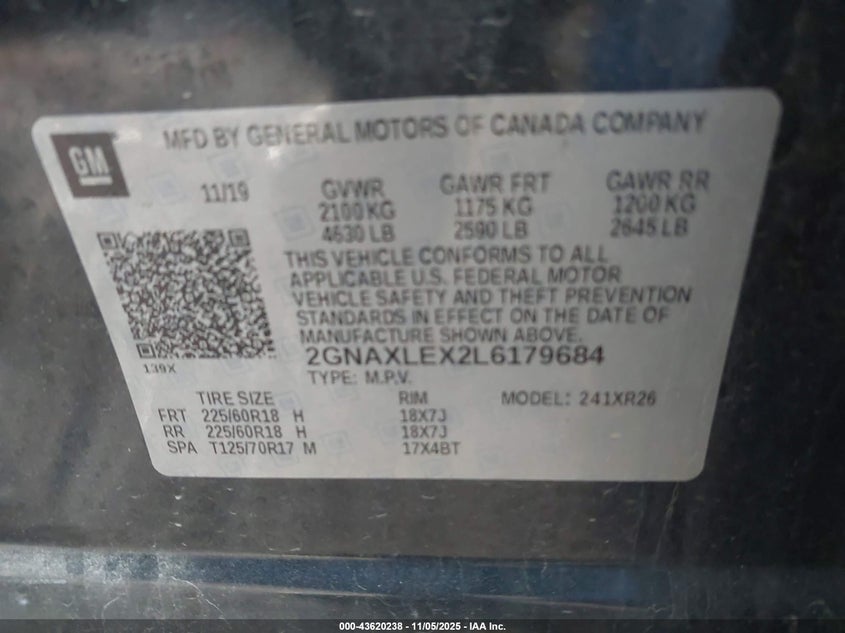 GM
MFD BY GENERAL MOTORS OF CANADA COMPANY
11/19 GVWR GAWR FRT GAWR RR
2100 KG 1175 KG 1200 KG
4630 LB 2590 LB 2645 LB
THIS VEHICLE CONFORMS TO ALL
APPLICABLE U.S. FEDERAL MOTOR
VEHICLE SAFETY AND THEFT PREVENTION
STANDARDS IN EFFECT ON THE DATE OF
MANUFACTURE SHOWN ABOVE.
2GNAXLEX2L6179684
139X
TYPE: M.P.V.
TIRE SIZE RIM MODEL: 241XR26
FRT 225/60R18 H 18X7J
RR 225/60R18 H 18X7J
SPA T125/70R17 M 17X4BT
000-43620238 - 11/05/2025 - IAA Inc.